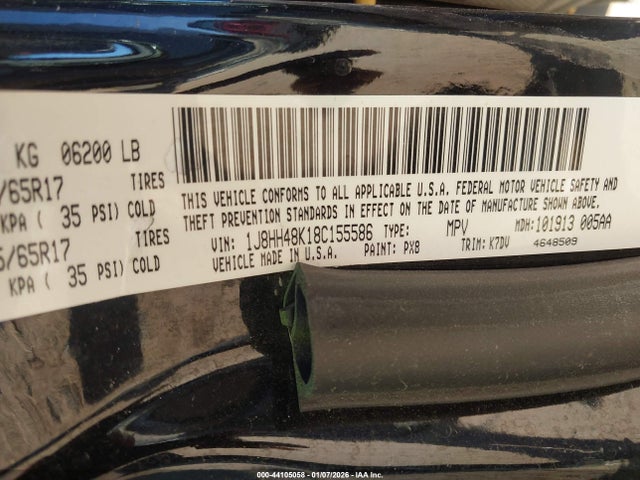 KG 06200 LB
/65R17 TIRES
KPA ( 35 PSI) COLD
/65R17 TIRES
KPA ( 35 PSI) COLD
THIS VEHICLE CONFORMS TO ALL APPLICABLE U.S.A. FEDERAL MOTOR VEHICLE SAFETY AND
THEFT PREVENTION STANDARDS IN EFFECT ON THE DATE OF MANUFACTURE SHOWN ABOVE.
VIN: 1J8HH48K18C155586 TYPE: MPV MDH: 101913 005AA
VEHICLE MADE IN U.S.A. PAINT: PX8 TRIM: K7DV 4648509
000-44105058 - 01/07/2026 - IAA Inc.